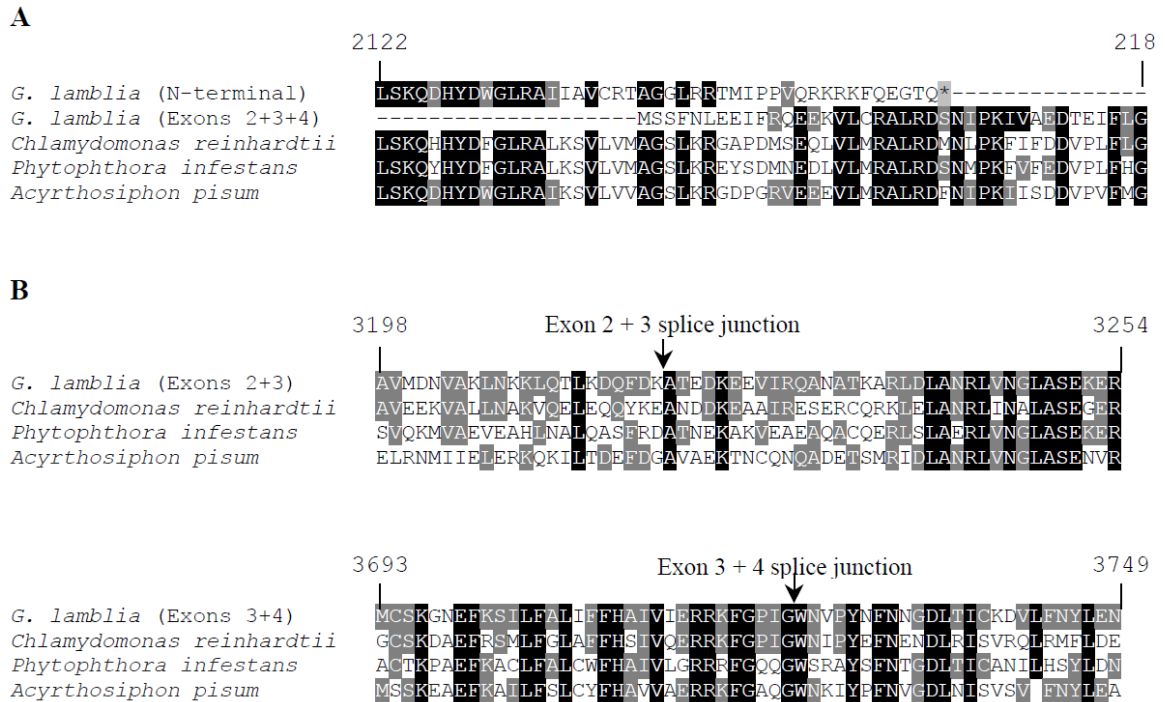 A
2122 218
G. lamblia (N-terminal) LSKQDHYDWGLRAIIAVCRTAGGLRRTMIPPVQRKRKFQEGTQ*---------------
G. lamblia (Exons 2+3+4) --------------------MSSFNLEEIFRQEEKVLCRALRDSNIPKIVAEDTEIFLG
Chlamydomonas reinhardtii LSKQHHYDFGLRALKSVLVMAGSLKRGAPDMSEQLVLMRALRDMNLPKFIFDDVPLFLG
Phytophthora infestans LSKQYHYDFGLRALKSVLVMAGSLKREYSDMNEDLVLMRALRDSNMPKFVFEDVPLFHG
Acyrthosiphon pisum LSKQDHYDWGLRAIKSVLVVAGSLKRGDPGRVEEEVLMRALRDFNMPKIISDDVPVFMG
B
3198 Exon 2 + 3 splice junction 3254
G. lamblia (Exons 2+3) AVMDNVAKLNKKLQTLKDQFDKATEDKEEVIRQANATKARLDLANRLVNGLASEKER
Chlamydomonas reinhardtii AVEEKVALLNAKVQELEQQYKEANDDKEAAIRESERCQRKLELANRLINALASEGER
Phytophthora infestans SVQKMVAEVEAHLNALQASFRDATNEKAKVEAEAQACQERLSLAERLVNGLASEKER
Acyrthosiphon pisum ELRNMIIELERKQKILTDEFDGAVAEKTNCQNQADETSMRIDLANRLVNGLASENVR
3693 Exon 3 + 4 splice junction 3749
G. lamblia (Exons 3+4) MCSKGNEFKSILFALIFFHAIVIERRKFGPIGWNVPYNFNNGDLTICKDVLFNYLEN
Chlamydomonas reinhardtii GCSKDAEFRSMLFGLAFFHSIVQERRKFGPIGWNIPYEFNENDLRISVRQLRMFLDE
Phytophthora infestans ACTKPAEFKACLFALCWFHAIVLGRRRFGQQGWSRAYSFNTGDLTICANILHSYLDN
Acyrthosiphon pisum MSSKEAEFKAILFSLCYFHAVVAERRKFGAQGWNKIYPFNVGDLNISVSV FNYLEA